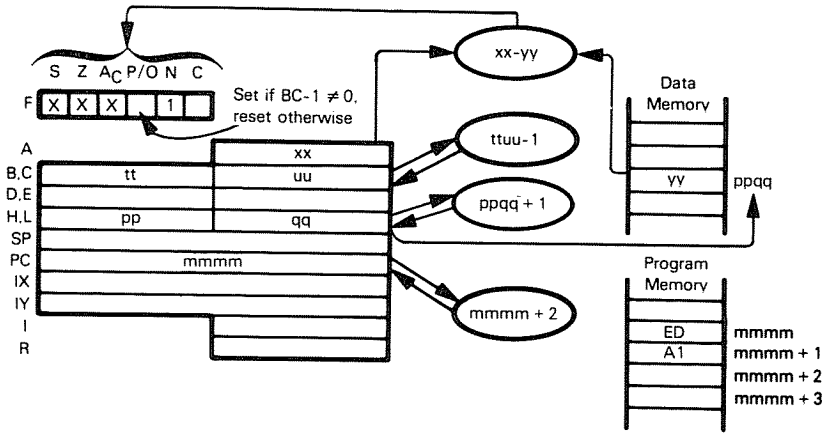 xx-yy
S Z AC P/O N C
F X X X 1
Set if BC-1 ≠ 0,
reset otherwise
Data
Memory
yy ppqq
A xx
B,C tt uu
D,E
H,L pp qq
SP
PC mmmm
IX
IY
I
R
ttuu-1
ppqq + 1
mmmm + 2
Program
Memory
ED mmmm
A1 mmmm + 1
mmmm + 2
mmmm + 3